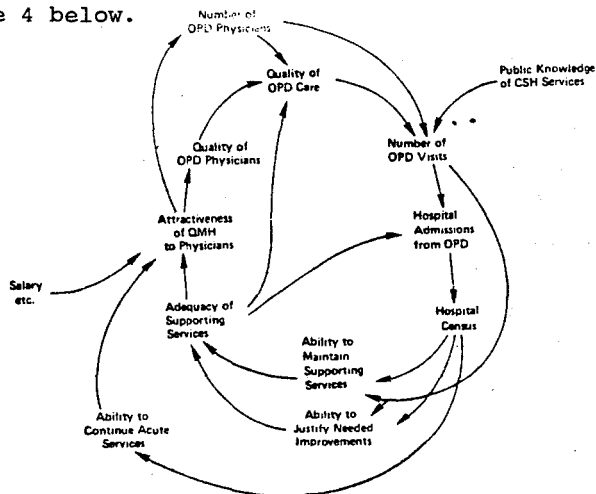 e 4 below.
Number of
OPD Physicians
Quality of
OPD Care
Public Knowledge
of CSH Services
Quality of
OPD Physicians
Number of
OPD Visits
Attractiveness
of QMH
to Physicians
Hospital
Admissions
from OPD
Salary
etc.
Adequacy of
Supporting
Services
Hospital
Census
Ability to
Maintain
Supporting
Services
Ability to
Justify Needed
Improvements
Ability to
Continue Acute
Services